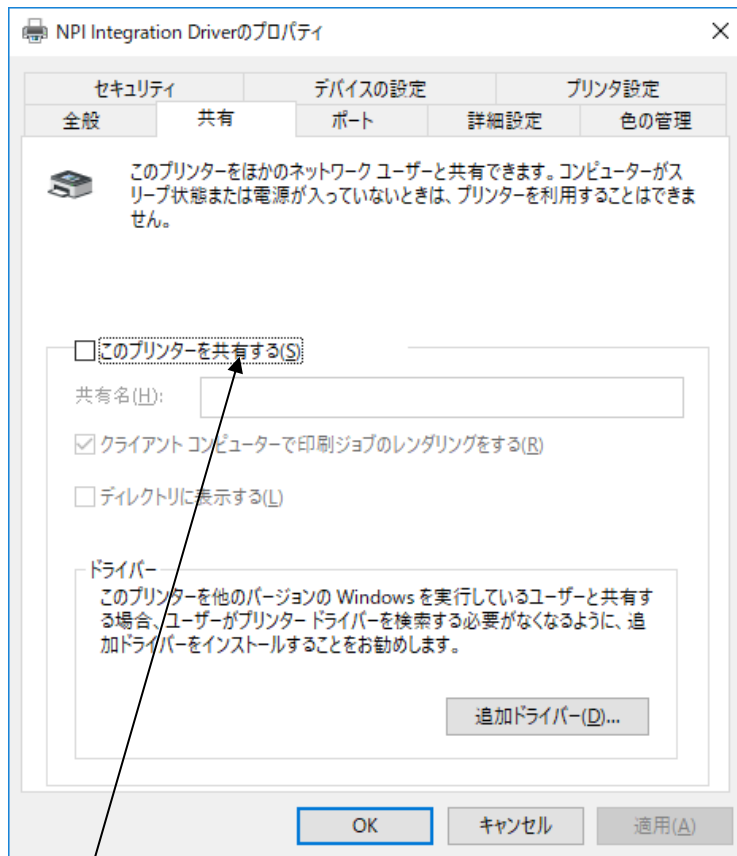 NPI Integration Driverのプロパティ
セキュリティ デバイスの設定 プリンタ設定
全般 共有 ポート 詳細設定 色の管理
このプリンターをほかのネットワーク ユーザーと共有できます。コンピューターがス
リープ状態または電源が入っていないときは、プリンターを利用することはできま
せん。
このプリンターを共有する(S)
共有名(H):
クライアント コンピューターで印刷ジョブのレンダリングをする(R)
ディレクトリに表示する(L)
ドライバー
このプリンターを他のバージョンの Windows を実行しているユーザーと共有す
る場合、ユーザーがプリンター ドライバーを検索する必要がなくなるように、追
加ドライバーをインストールすることをお勧めします。
追加ドライバー(D)...
OK キャンセル 適用(A)